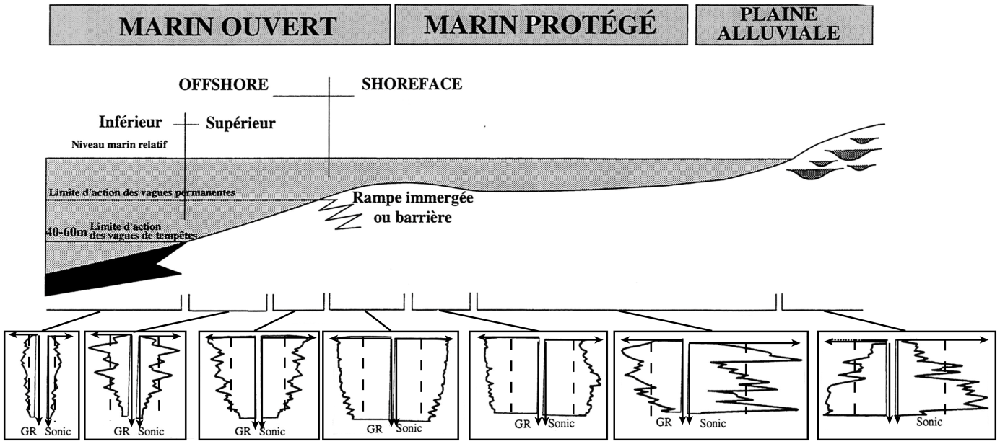 MARIN OUVERT
MARIN PROTÉGÉ
PLAINE
ALLUVIALE
OFFSHORE
SHOREFACE
Inférieur
Supérieur
Niveau marin relatif
Limite d'action des vagues permanentes
Rampe immergée
ou barrière
40-60m Limite d'action
des vagues de tempêtes
GR Sonic
GR Sonic
GR Sonic
GR Sonic
GR Sonic
GR Sonic
GR Sonic